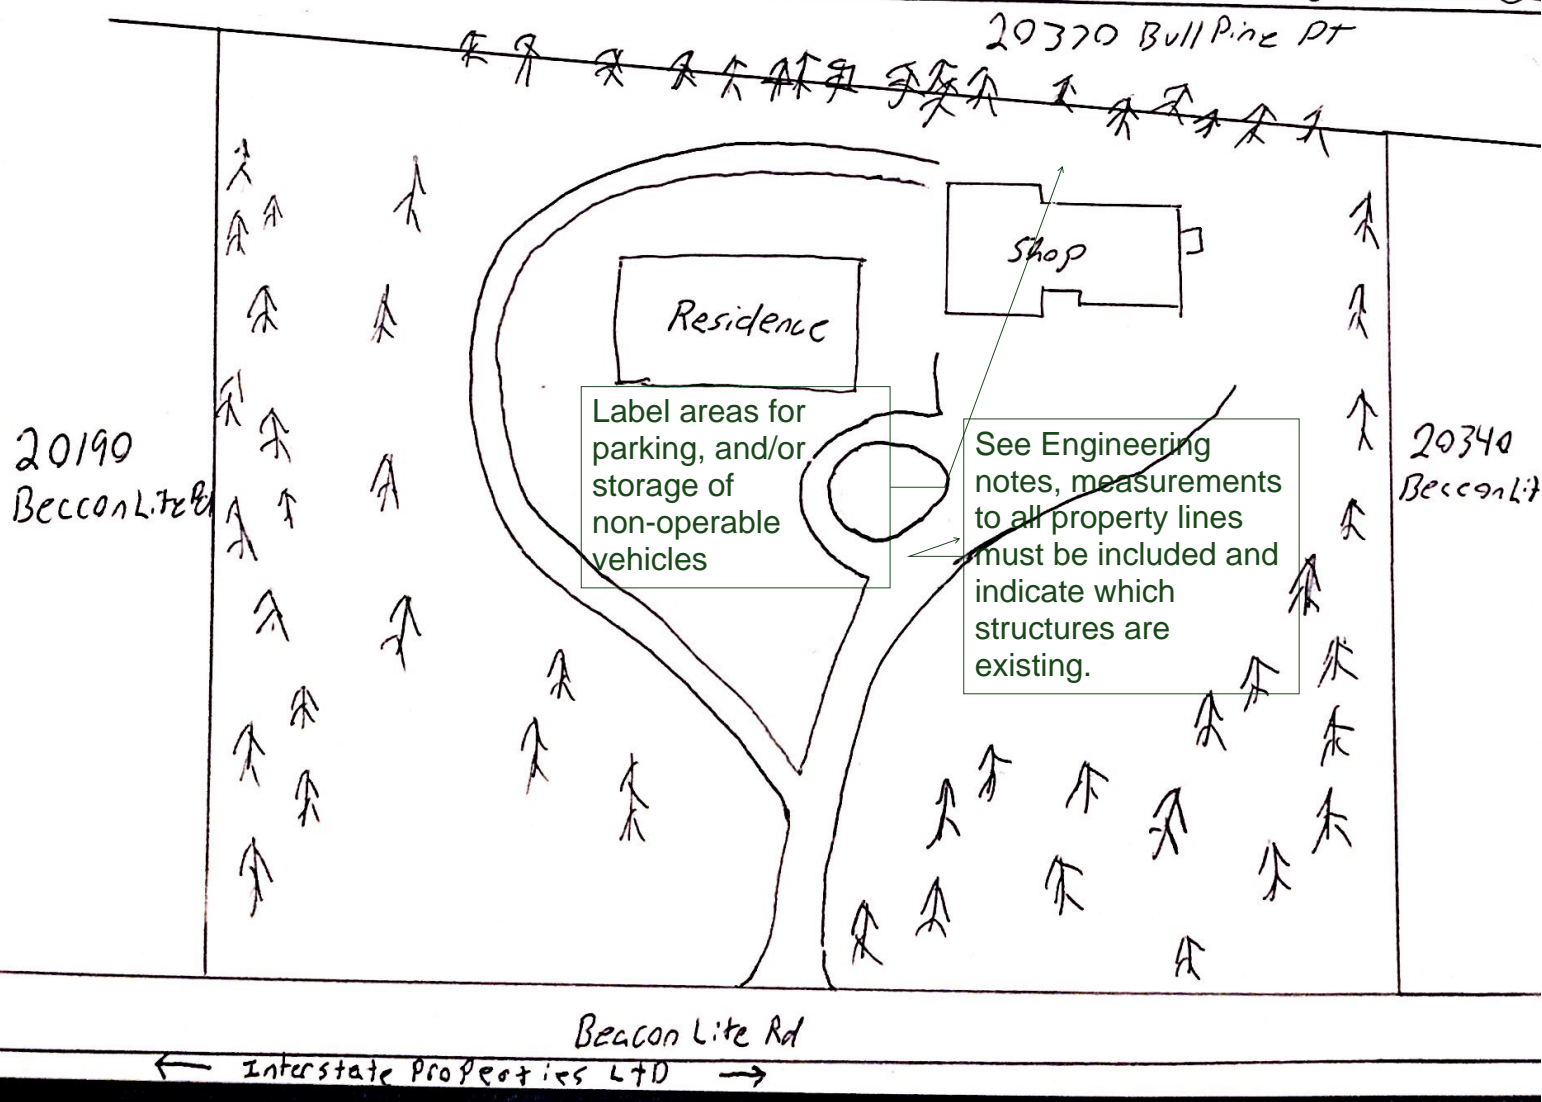 20370 Bull Pine Pt
Shop
Residence
Label areas for
parking, and/or
storage of
non-operable
vehicles
See Engineering
notes, measurements
to all property lines
must be included and
indicate which
structures are
existing.
20190
BecconLite Rd
20340
BecconLit
Beacon Lite Rd
Interstate Properties LtD